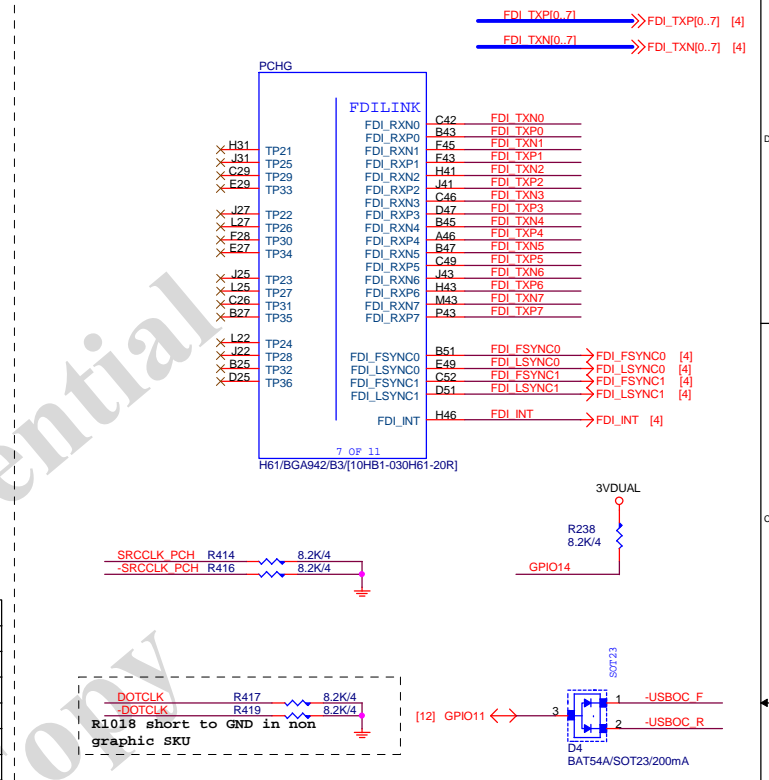 FDI_TXP[0..7] FDI_TXP[0..7] [4]
FDI_TXN[0..7] FDI_TXN[0..7] [4]
PCHG
FDILINK
FDI_RXN0 C42 FDI_TXN0
FDI_RXP0 B43 FDI_TXP0
H31 TP21 FDI_RXN1 F45 FDI_TXN1
J31 TP25 FDI_RXP1 F43 FDI_TXP1
C29 TP29 FDI_RXN2 H41 FDI_TXN2
E29 TP33 FDI_RXP2 J41 FDI_TXP2
FDI_RXN3 C46 FDI_TXN3
J27 TP22 FDI_RXP3 D47 FDI_TXP3
L27 TP26 FDI_RXN4 B45 FDI_TXN4
F28 TP30 FDI_RXP4 A46 FDI_TXP4
E27 TP34 FDI_RXN5 B47 FDI_TXN5
FDI_RXP5 C49 FDI_TXP5
J25 TP23 FDI_RXN6 J43 FDI_TXN6
L25 TP27 FDI_RXP6 H43 FDI_TXP6
C26 TP31 FDI_RXN7 M43 FDI_TXN7
B27 TP35 FDI_RXP7 P43 FDI_TXP7
L22 TP24
J22 TP28 FDI_FSYNC0 B51 FDI_FSYNC0 FDI_FSYNC0 [4]
B25 TP32 FDI_LSYNC0 E49 FDI_LSYNC0 FDI_LSYNC0 [4]
D25 TP36 FDI_FSYNC1 C52 FDI_FSYNC1 FDI_FSYNC1 [4]
FDI_LSYNC1 D51 FDI_LSYNC1 FDI_LSYNC1 [4]
FDI_INT H46 FDI_INT FDI_INT [4]
7 OF 11
H61/BGA942/B3/[10HB1-030H61-20R]
3VDUAL
R238
8.2K/4
GPIO14
SRCCLK_PCH R414 8.2K/4
-SRCCLK_PCH R416 8.2K/4
DOTCLK R417 8.2K/4
-DOTCLK R419 8.2K/4
R1018 short to GND in non
graphic SKU
SOT23
[12] GPIO11 3 1 -USBOC_F
2 -USBOC_R
D4
BAT54A/SOT23/200mA
D
C
ential
opy